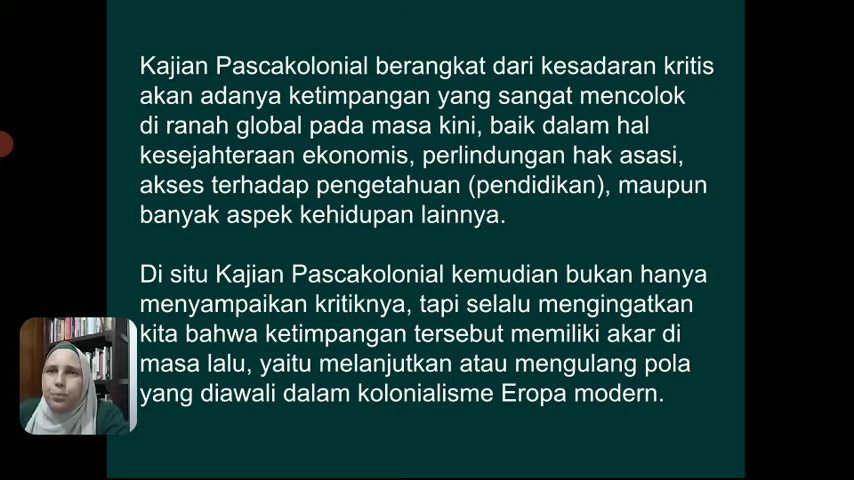 Kajian Pascakolonial berangkat dari kesadaran kritis
akan adanya ketimpangan yang sangat mencolok
di ranah global pada masa kini, baik dalam hal
kesejahteraan ekonomis, perlindungan hak asasi,
akses terhadap pengetahuan (pendidikan), maupun
banyak aspek kehidupan lainnya.
Di situ Kajian Pascakolonial kemudian bukan hanya
menyampaikan kritiknya, tapi selalu mengingatkan
kita bahwa ketimpangan tersebut memiliki akar di
masa lalu, yaitu melanjutkan atau mengulang pola
yang diawali dalam kolonialisme Eropa modern.